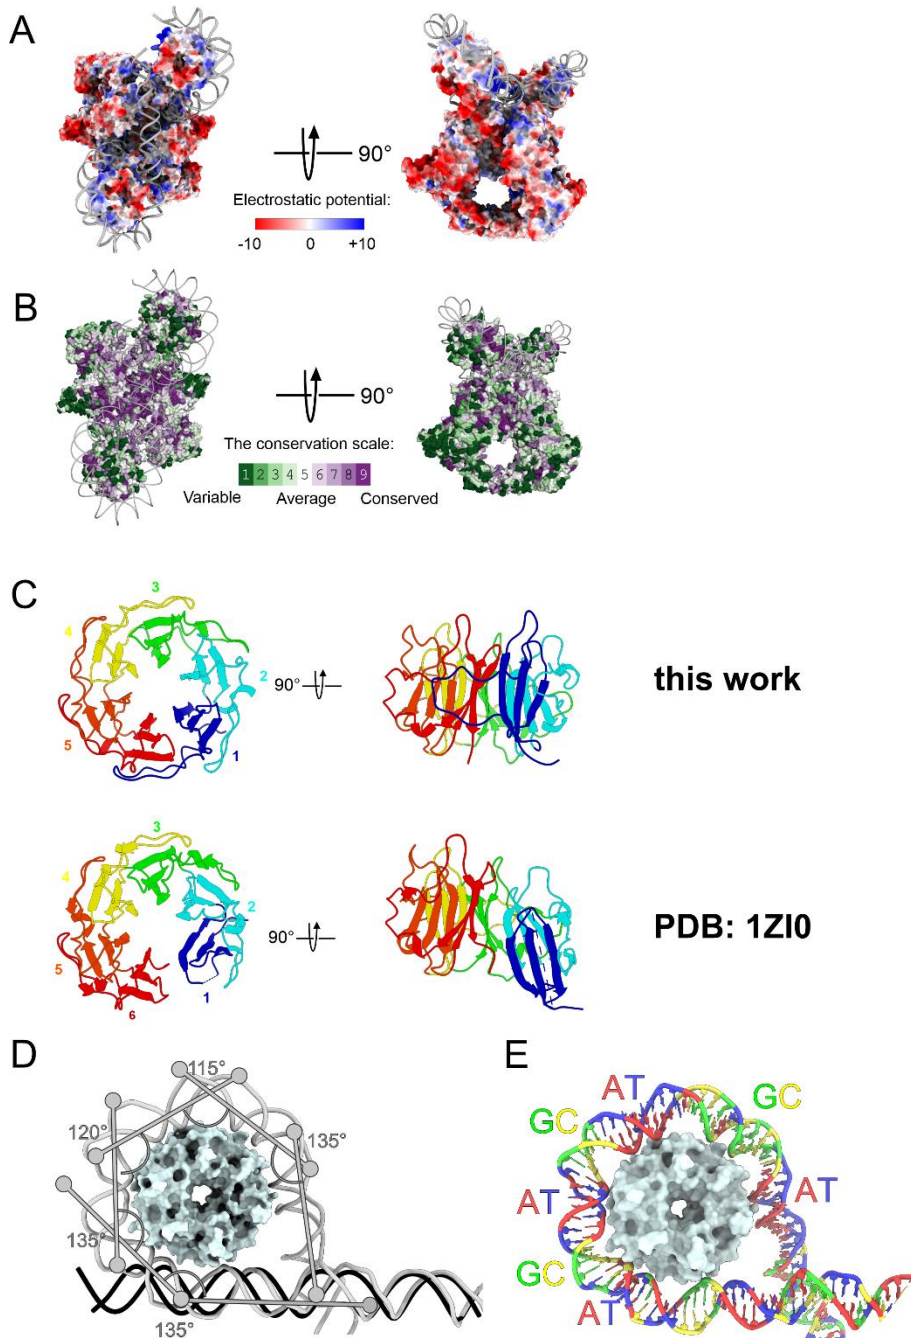 A
90°
Electrostatic potential:
-10 0 +10
B
90°
The conservation scale:
1 2 3 4 5 6 7 8 9
Variable Average Conserved
C
3
4
2
5
1
90°
this work
3
4
2
5
1
6
90°
PDB: 1ZI0
D
115°
120°
135°
135°
135°
E
AT
GC
GC
AT
AT
GC
AT